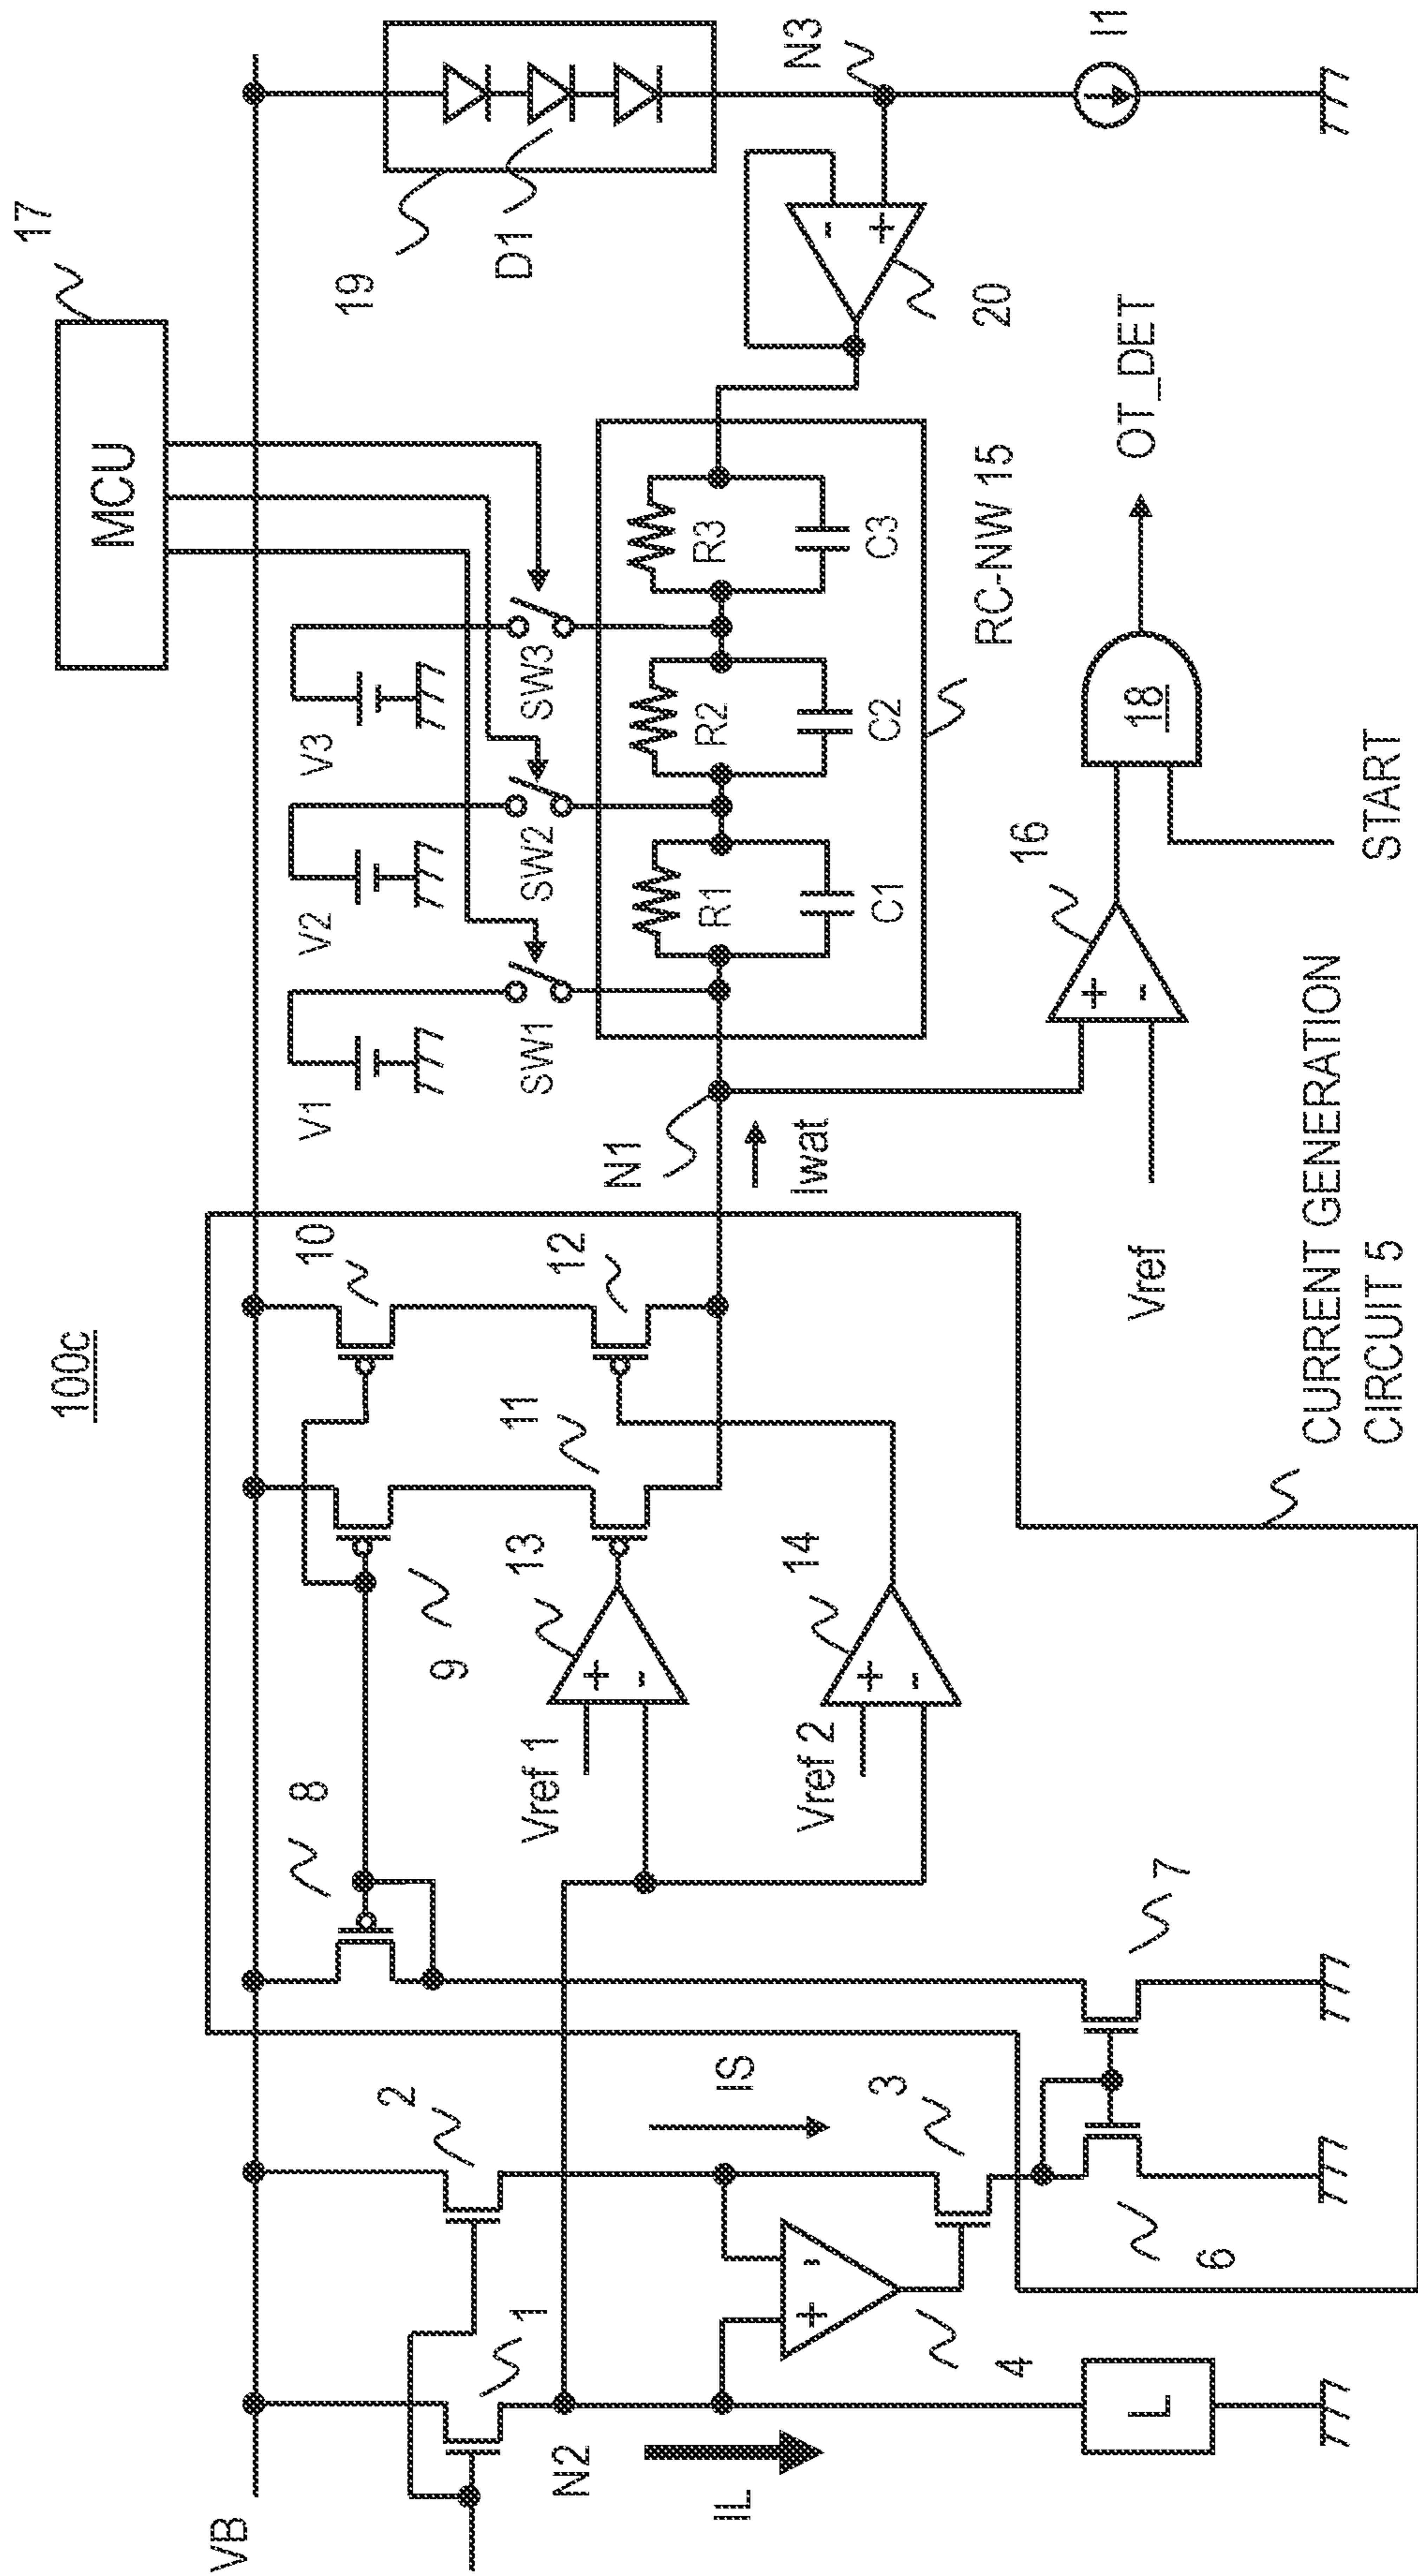 100c
17
MCU
VB
1
2
8
9
10
V1
V2
V3
19
D1
N3
SW1
SW2
SW3
N2
IL
IS
Vref 1
13
11
12
N1
Iwat
R1
R2
R3
C1
C2
C3
+
-
20
RC-NW 15
I1
+
-
4
3
Vref 2
+
-
14
+
-
16
Vref
+
-
18
OT_DET
START
L
6
7
CURRENT GENERATION
CIRCUIT 5